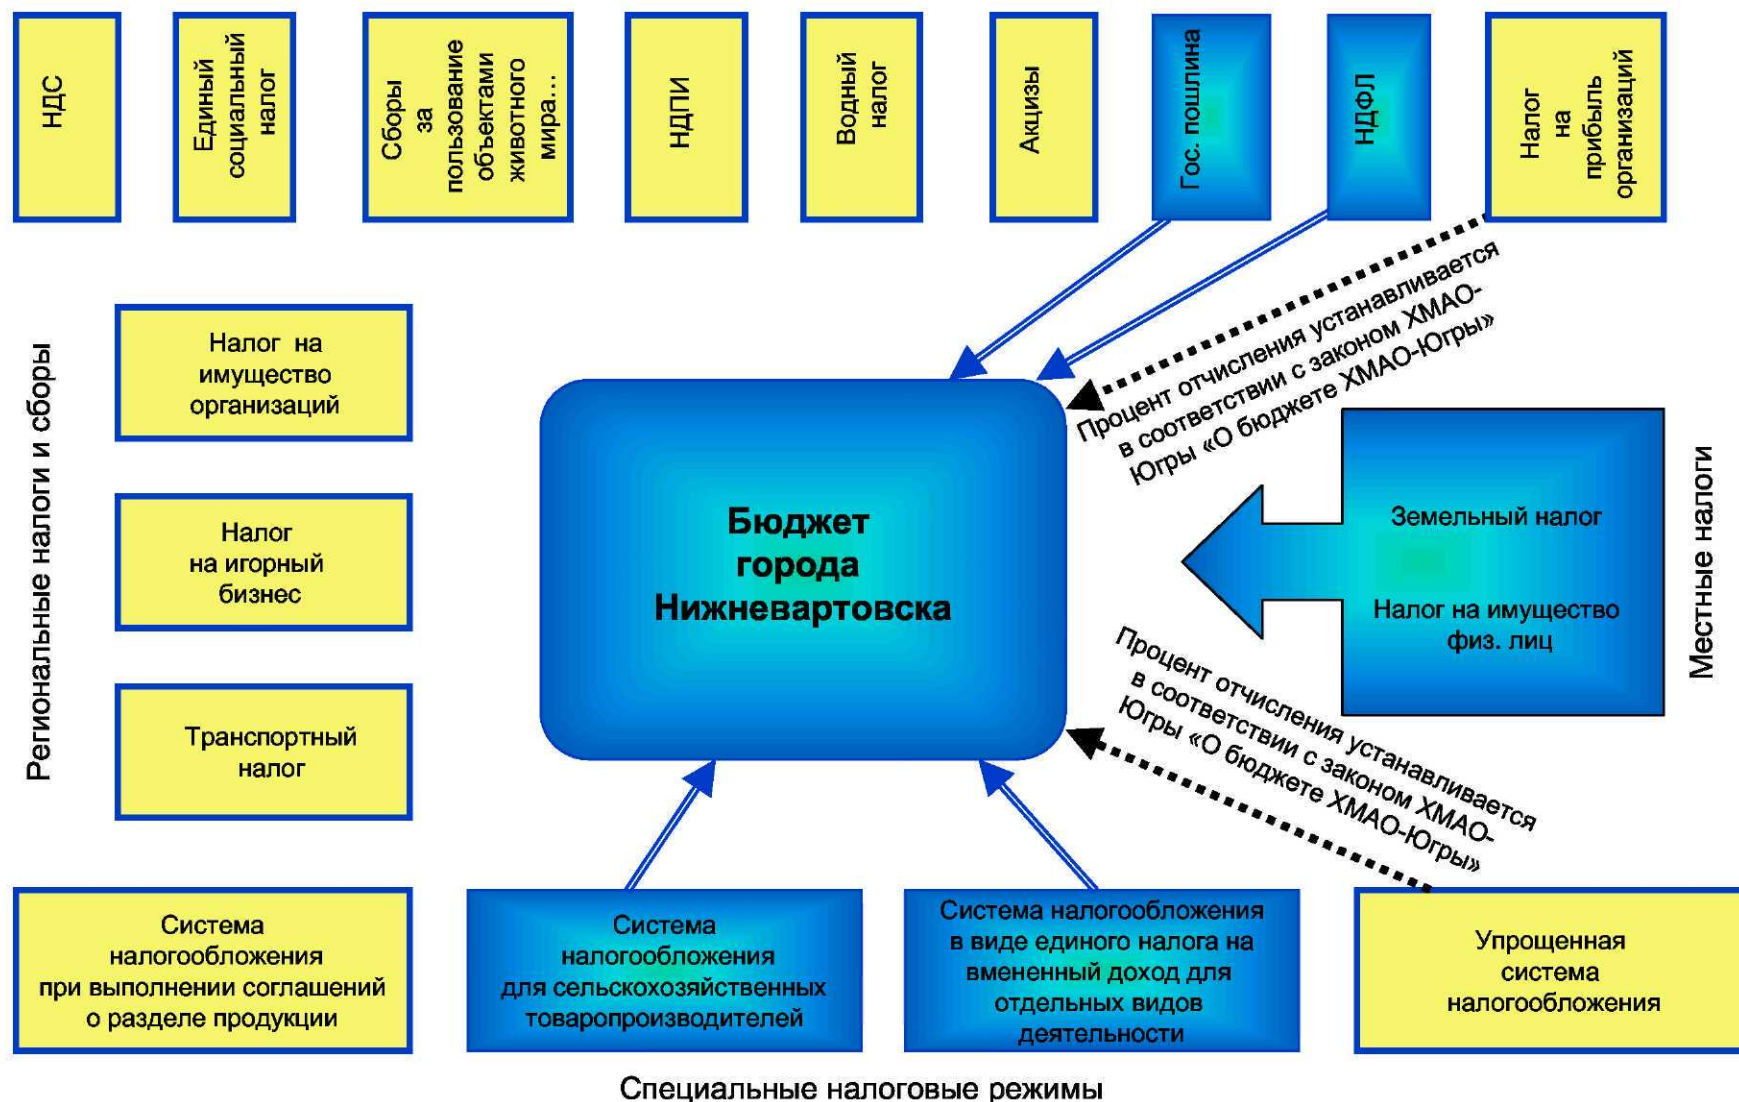 НДС
Единый
социальный
налог
Сборы
за
пользование
объектами
животного
мира...
НДПИ
Водный
налог
Акцизы
Гос. пошлина
НДФЛ
Налог
на
прибыль
организаций
Процент отчисления устанавливается
в соответствии с законом ХМАО-
Югры «О бюджете ХМАО-Югры»
Региональные налоги и сборы
Налог на
имущество
организаций
Налог
на игорный
бизнес
Транспортный
налог
Бюджет
города
Нижневартовска
Земельный налог
Налог на имущество
физ. лиц
Местные налоги
Процент отчисления устанавливается
в соответствии с законом ХМАО-
Югры «О бюджете ХМАО-Югры»
Система
налогообложения
при выполнении соглашений
о разделе продукции
Система
налогообложения
для сельскохозяйственных
товаропроизводителей
Система налогообложения
в виде единого налога на
вмененный доход для
отдельных видов
деятельности
Упрощенная
система
налогообложения
Специальные налоговые режимы